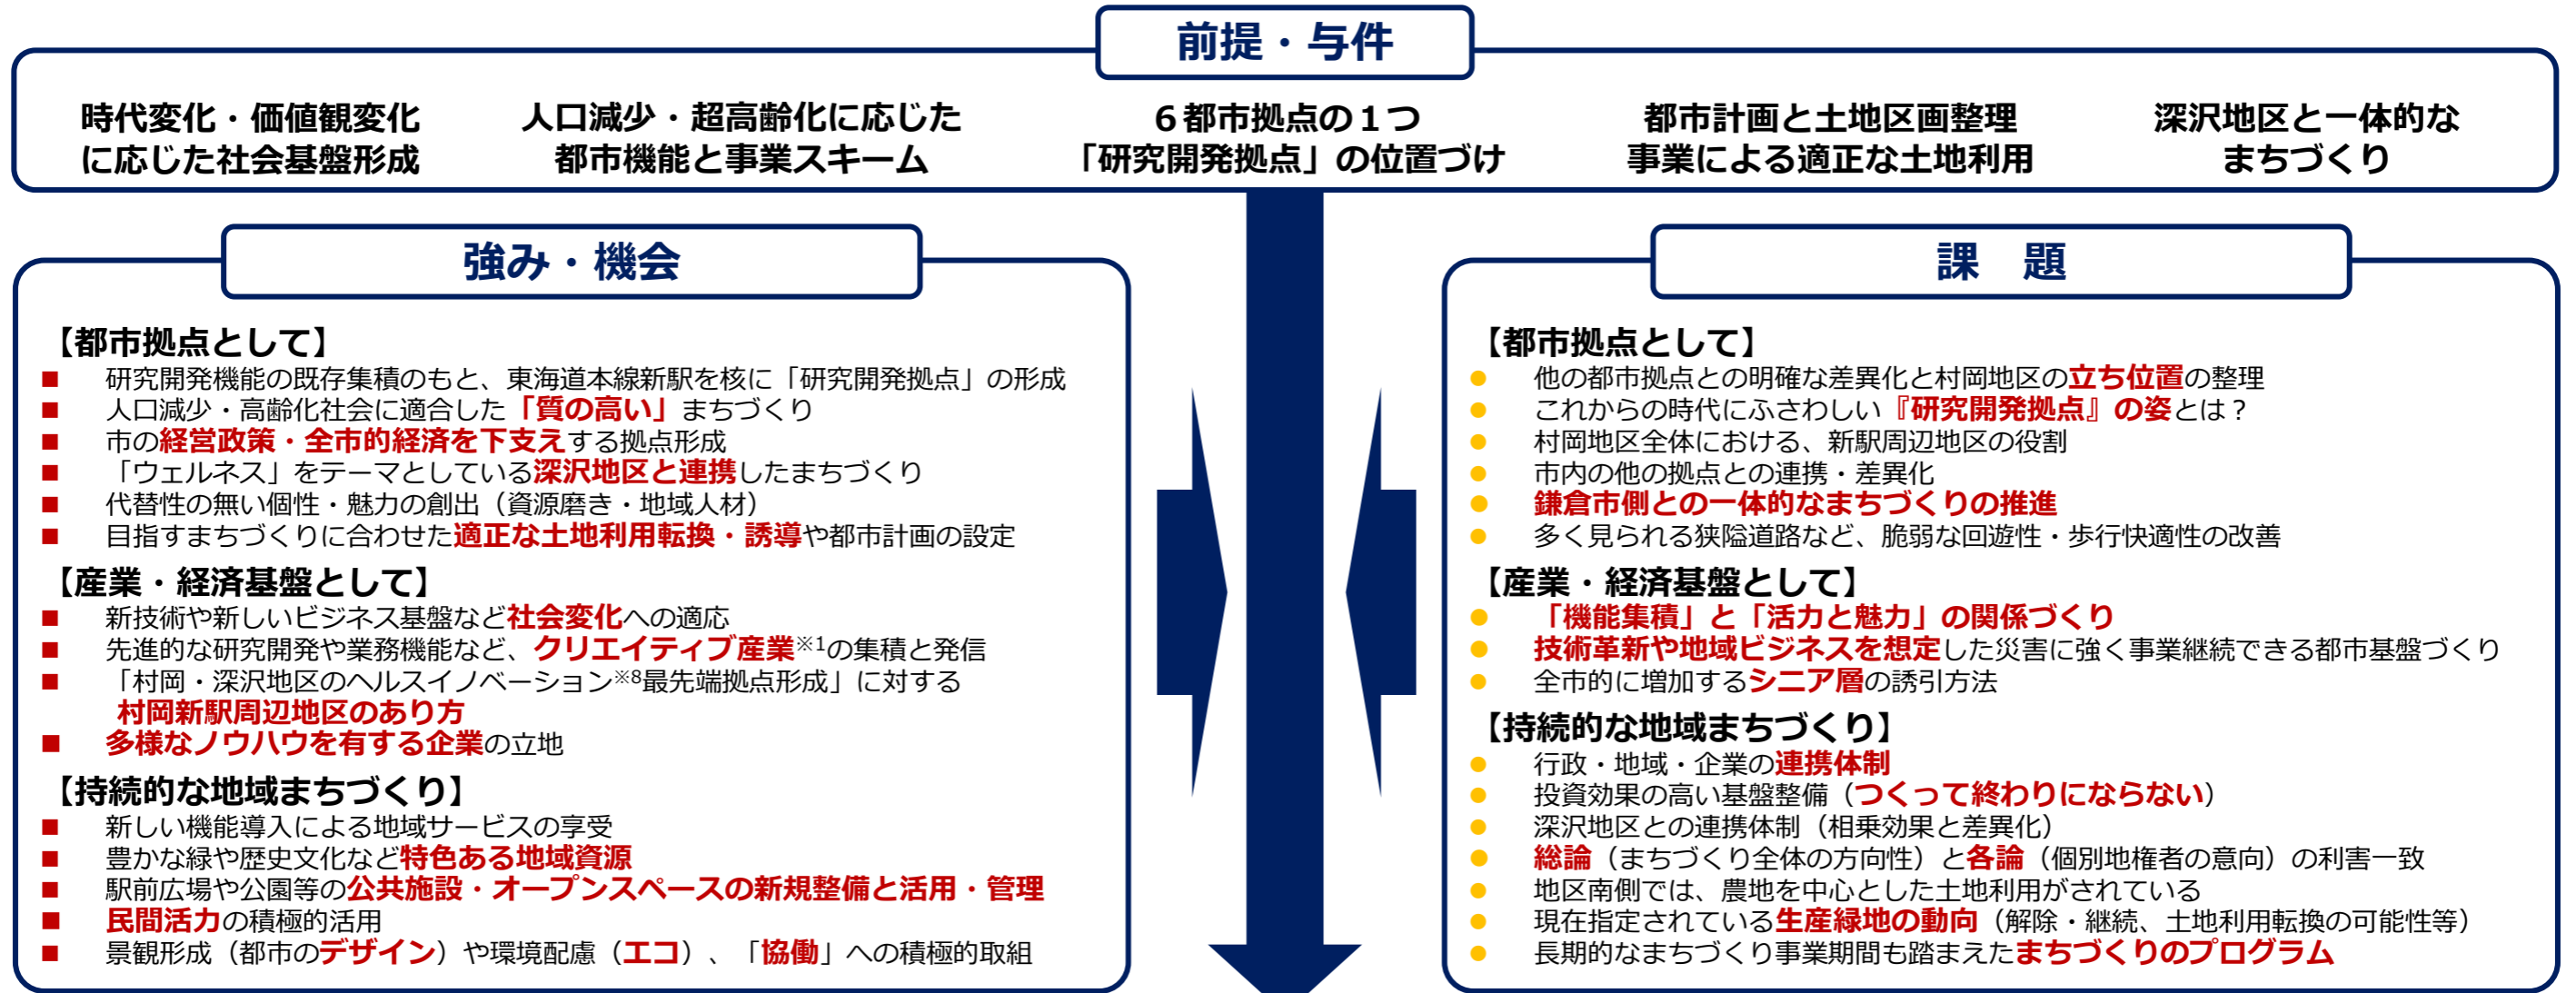 前提・与件
時代変化・価値観変化
に応じた社会基盤形成
人口減少・超高齢化に応じた
都市機能と事業スキーム
６都市拠点の１つ
「研究開発拠点」の位置づけ
都市計画と土地区画整理
事業による適正な土地利用
深沢地区と一体的な
まちづくり
強み・機会
【都市拠点として】
■ 研究開発機能の既存集積のもと、東海道本線新駅を核に「研究開発拠点」の形成
■ 人口減少・高齢化社会に適合した「質の高い」まちづくり
■ 市の経営政策・全市的経済を下支えする拠点形成
■ 「ウェルネス」をテーマとしている深沢地区と連携したまちづくり
■ 代替性の無い個性・魅力の創出（資源磨き・地域人材）
■ 目指すまちづくりに合わせた適正な土地利用転換・誘導や都市計画の設定
【産業・経済基盤として】
■ 新技術や新しいビジネス基盤など社会変化への適応
■ 先進的な研究開発や業務機能など、クリエイティブ産業※1の集積と発信
■ 「村岡・深沢地区のヘルスイノベーション※8最先端拠点形成」に対する
村岡新駅周辺地区のあり方
■ 多様なノウハウを有する企業の立地
【持続的な地域まちづくり】
■ 新しい機能導入による地域サービスの享受
■ 豊かな緑や歴史文化など特色ある地域資源
■ 駅前広場や公園等の公共施設・オープンスペースの新規整備と活用・管理
■ 民間活力の積極的活用
■ 景観形成（都市のデザイン）や環境配慮（エコ）、「協働」への積極的取組
課　題
【都市拠点として】
● 他の都市拠点との明確な差異化と村岡地区の立ち位置の整理
● これからの時代にふさわしい『研究開発拠点』の姿とは？
● 村岡地区全体における、新駅周辺地区の役割
● 市内の他の拠点との連携・差異化
● 鎌倉市側との一体的なまちづくりの推進
● 多く見られる狭隘道路など、脆弱な回遊性・歩行快適性の改善
【産業・経済基盤として】
● 「機能集積」と「活力と魅力」の関係づくり
● 技術革新や地域ビジネスを想定した災害に強く事業継続できる都市基盤づくり
● 全市的に増加するシニア層の誘引方法
【持続的な地域まちづくり】
● 行政・地域・企業の連携体制
● 投資効果の高い基盤整備（つくって終わりにならない）
● 深沢地区との連携体制（相乗効果と差異化）
● 総論（まちづくり全体の方向性）と各論（個別地権者の意向）の利害一致
● 地区南側では、農地を中心とした土地利用がされている
● 現在指定されている生産緑地の動向（解除・継続、土地利用転換の可能性等）
● 長期的なまちづくり事業期間も踏まえたまちづくりのプログラム